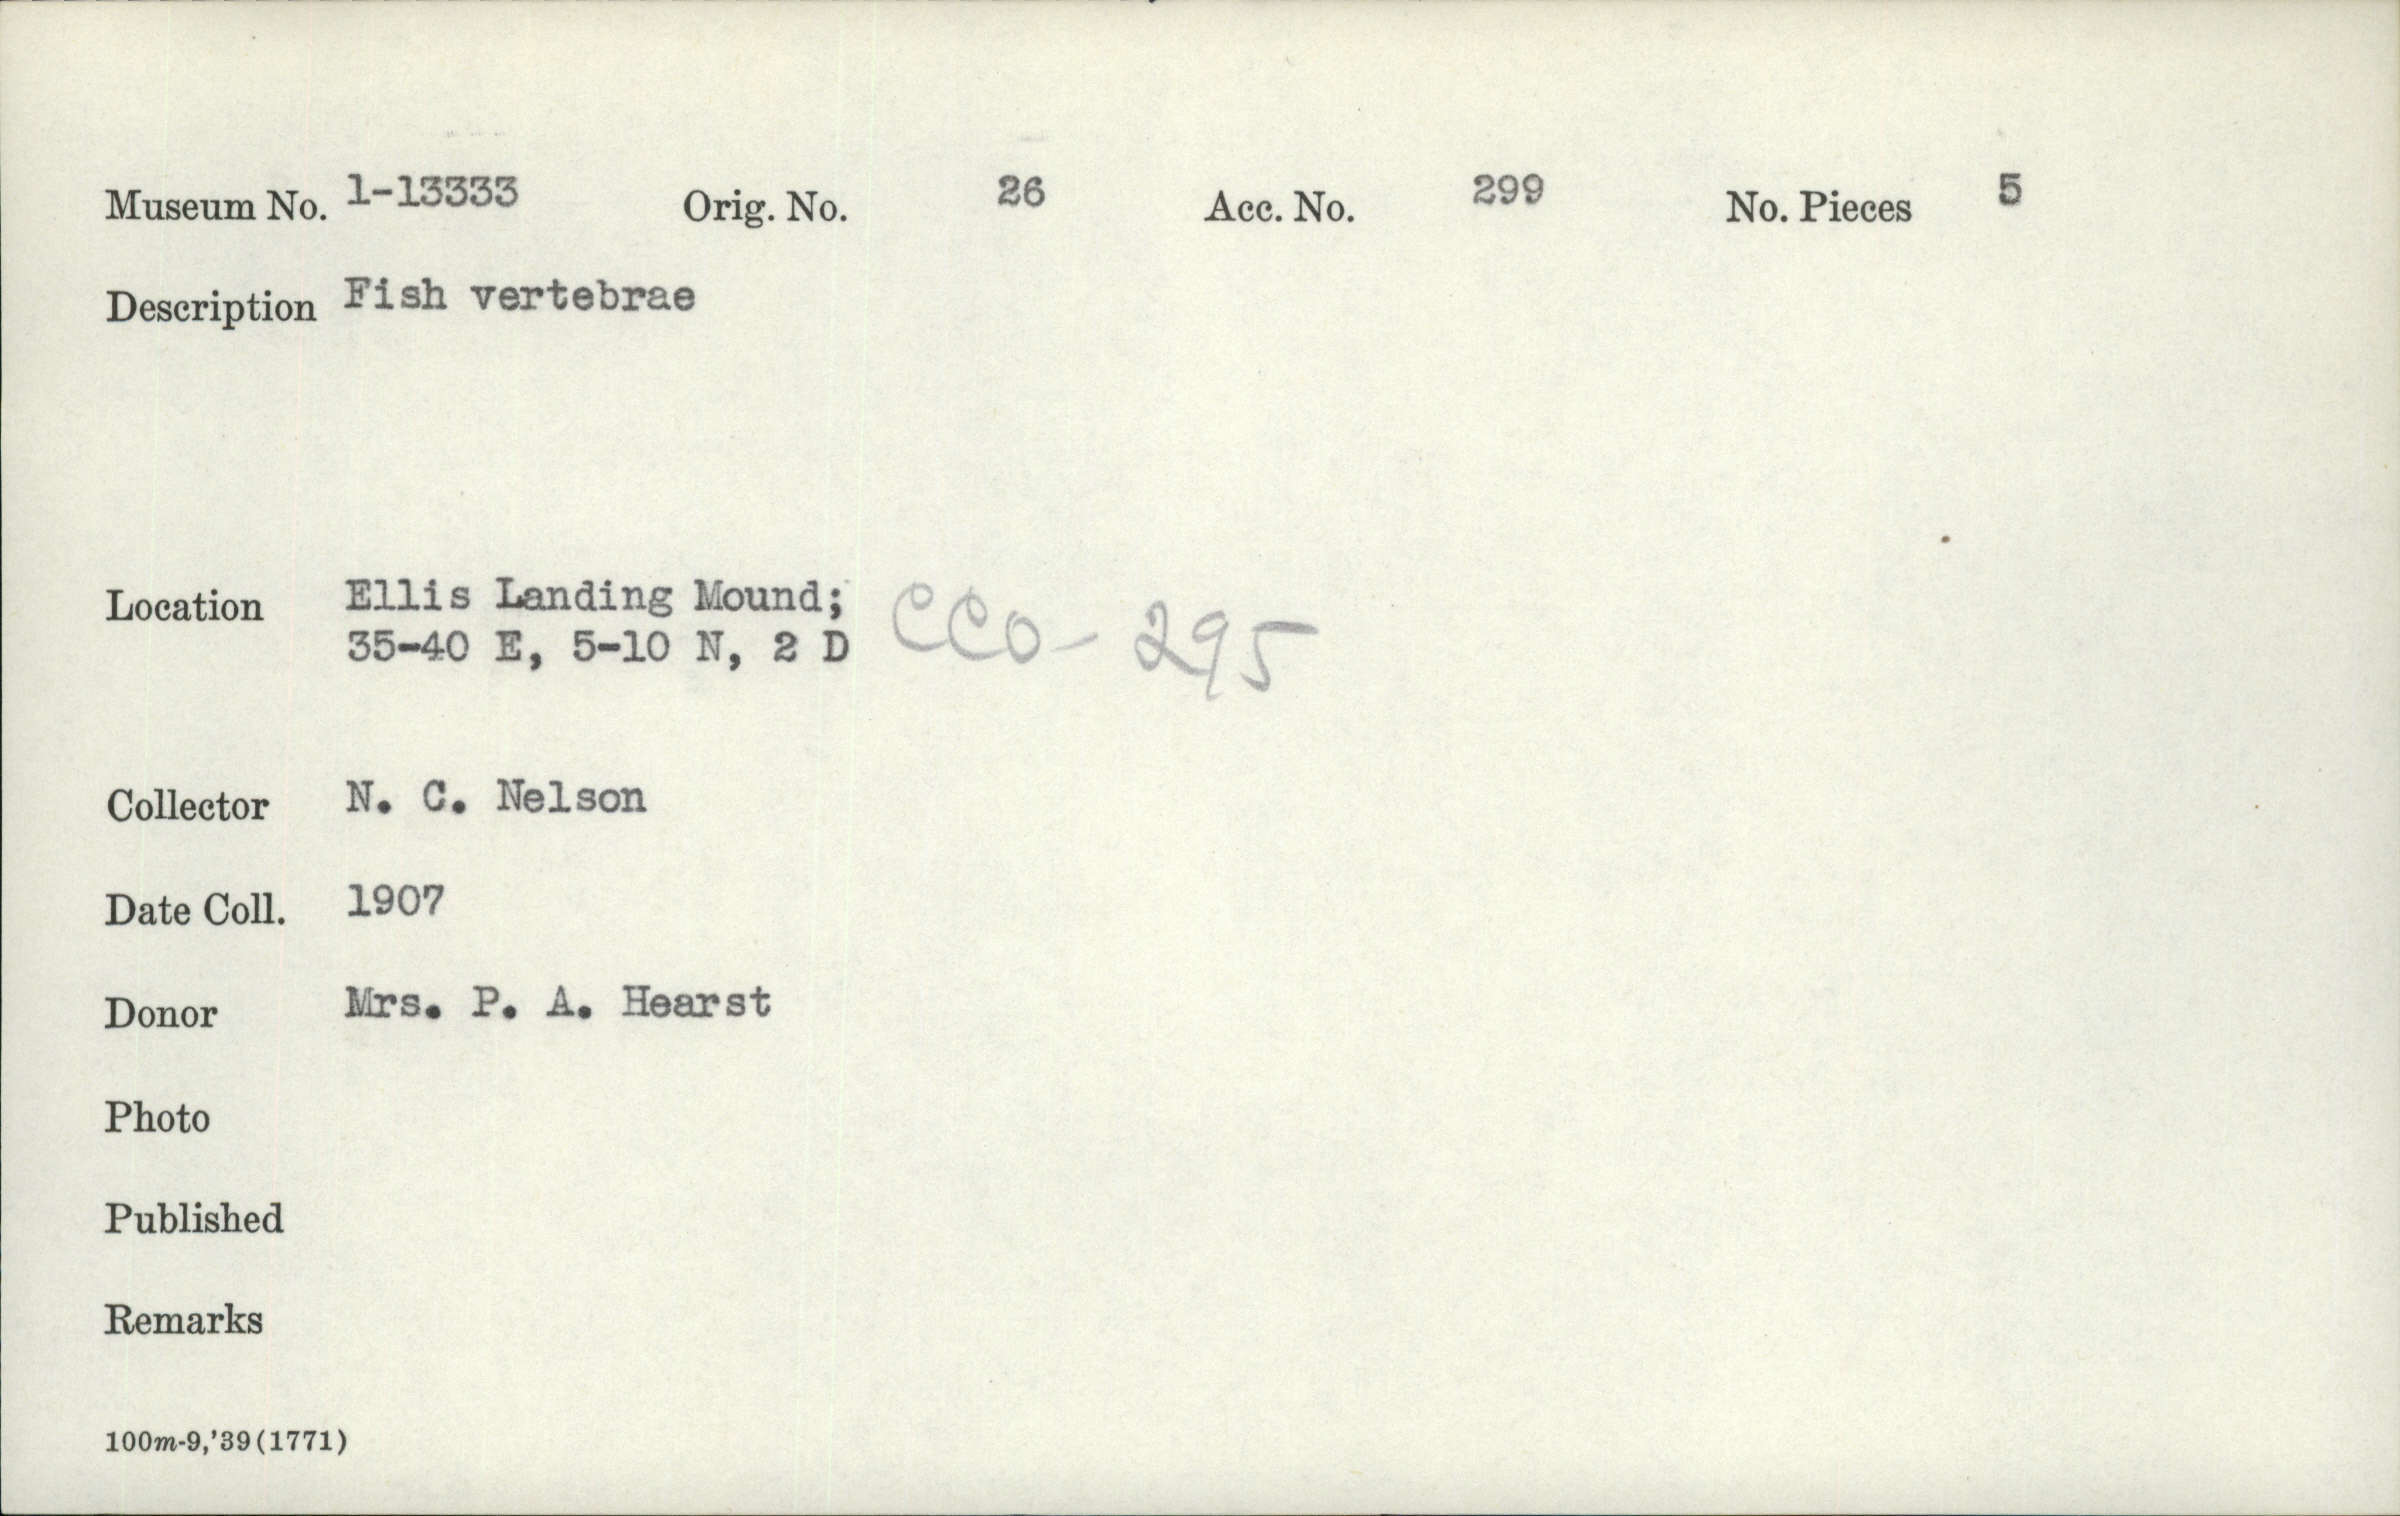 Museum No. 1-13333 Orig. No. 26 Acc. No. 299 No. Pieces 5
Description Fish vertebrae
Location Ellis Landing Mound;
35-40 E, 5-10 N, 2 D CCO-295
Collector N. C. Nelson
Date Coll. 1907
Donor Mrs. P. A. Hearst
Photo
Published
Remarks
100m-9,'39(1771)